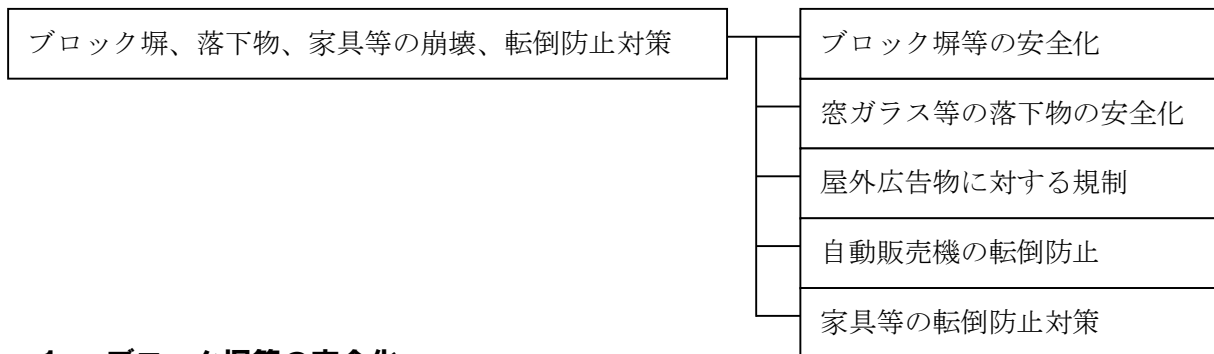 ブロック塀、落下物、家具等の崩壊、転倒防止対策
ブロック塀等の安全化
窓ガラス等の落下物の安全化
屋外広告物に対する規制
自動販売機の転倒防止
家具等の転倒防止対策